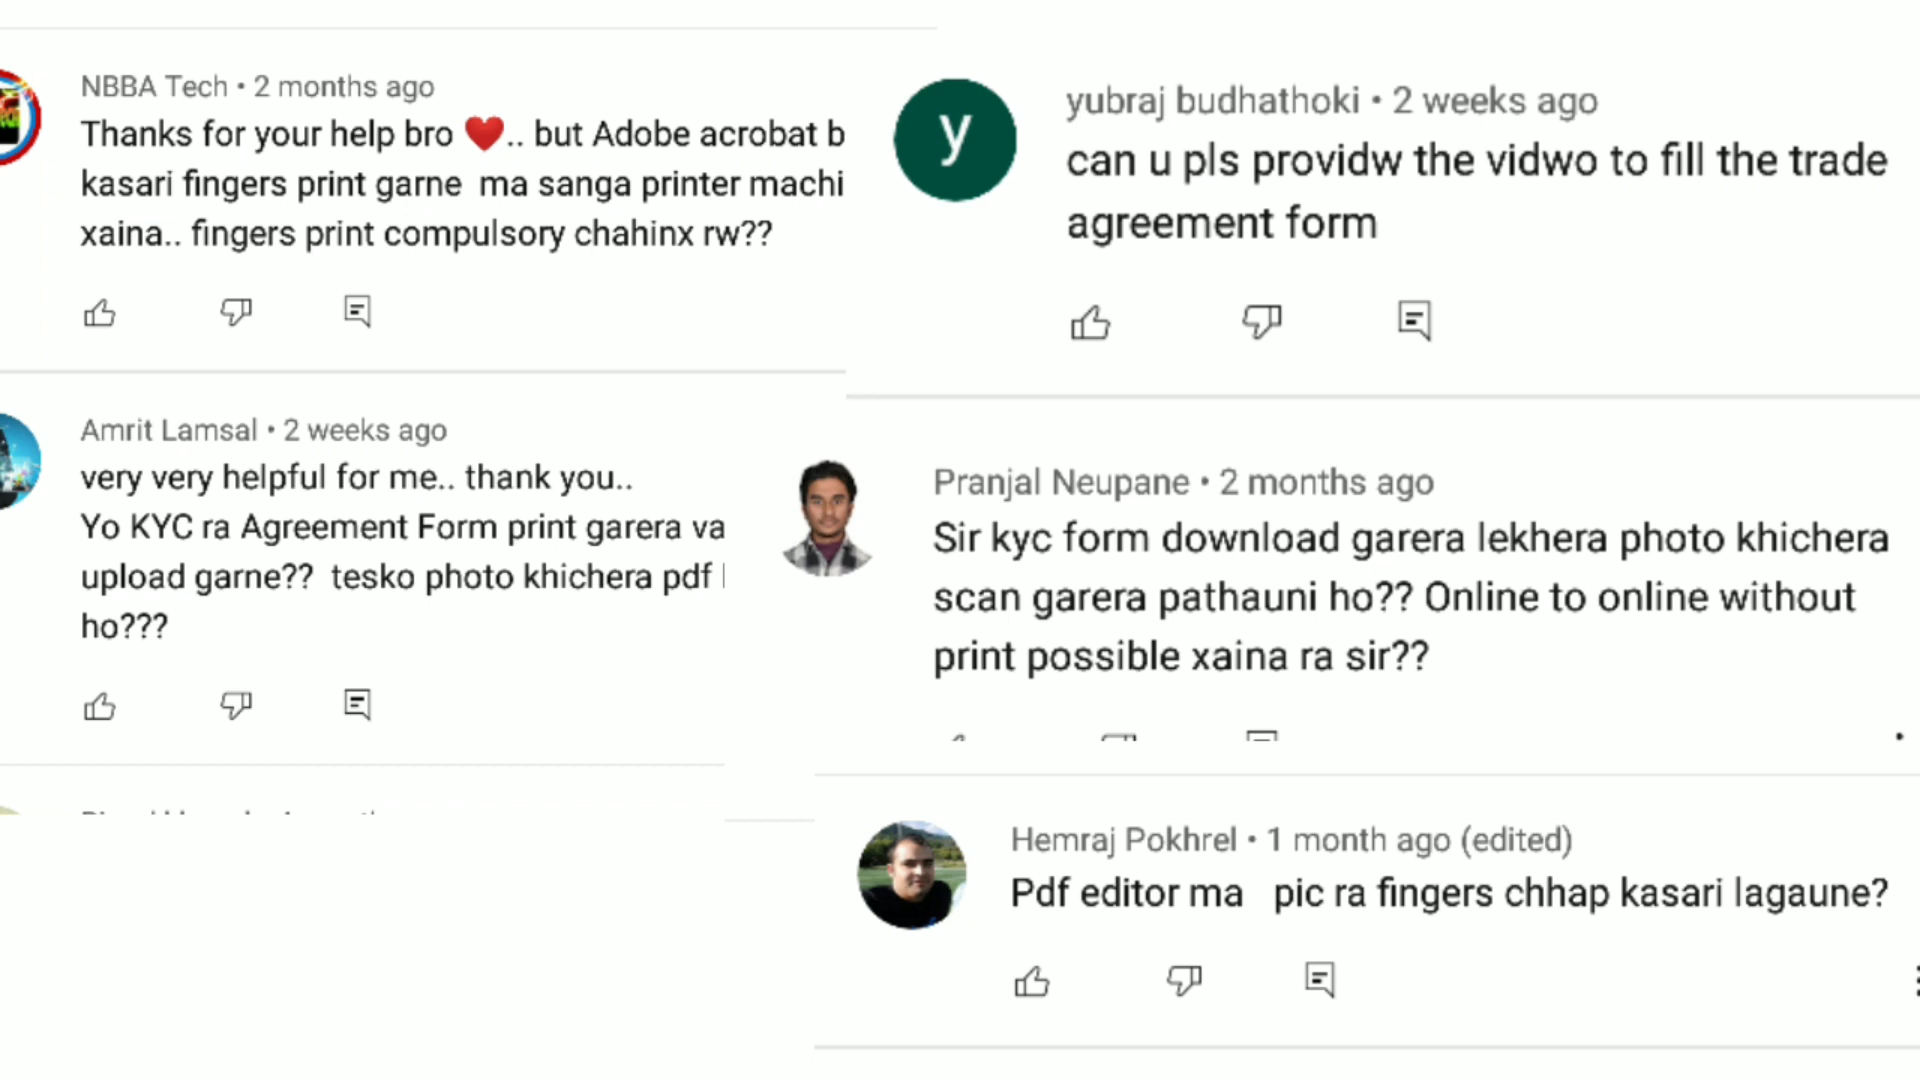 NBBA Tech • 2 months ago
Thanks for your help bro ❤.. but Adobe acrobat b
kasari fingers print garne ma sanga printer machi
xaina.. fingers print compulsory chahinx rw??
Amrit Lamsal • 2 weeks ago
very very helpful for me.. thank you..
Yo KYC ra Agreement Form print garera va
upload garne?? tesko photo khichera pdf
ho???
y
yubraj budhathoki • 2 weeks ago
can u pls providw the vidwo to fill the trade
agreement form
Pranjal Neupane • 2 months ago
Sir kyc form download garera lekhera photo khichera
scan garera pathauni ho?? Online to online without
print possible xaina ra sir??
Hemraj Pokhrel • 1 month ago (edited)
Pdf editor ma pic ra fingers chhap kasari lagaune?